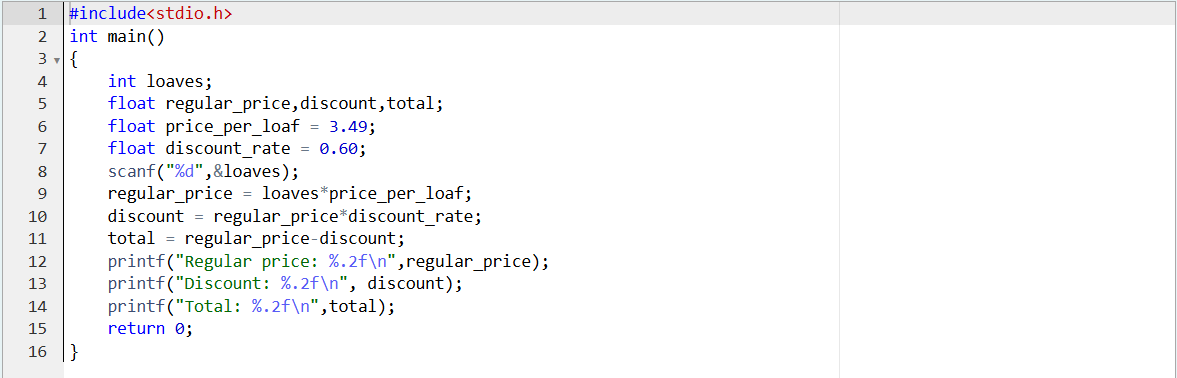 1 #include<stdio.h>
2 int main()
3 {
4     int loaves;
5     float regular_price,discount,total;
6     float price_per_loaf = 3.49;
7     float discount_rate = 0.60;
8     scanf("%d",&loaves);
9     regular_price = loaves*price_per_loaf;
10     discount = regular_price*discount_rate;
11     total = regular_price-discount;
12     printf("Regular price: %.2f\n",regular_price);
13     printf("Discount: %.2f\n", discount);
14     printf("Total: %.2f\n",total);
15     return 0;
16 }